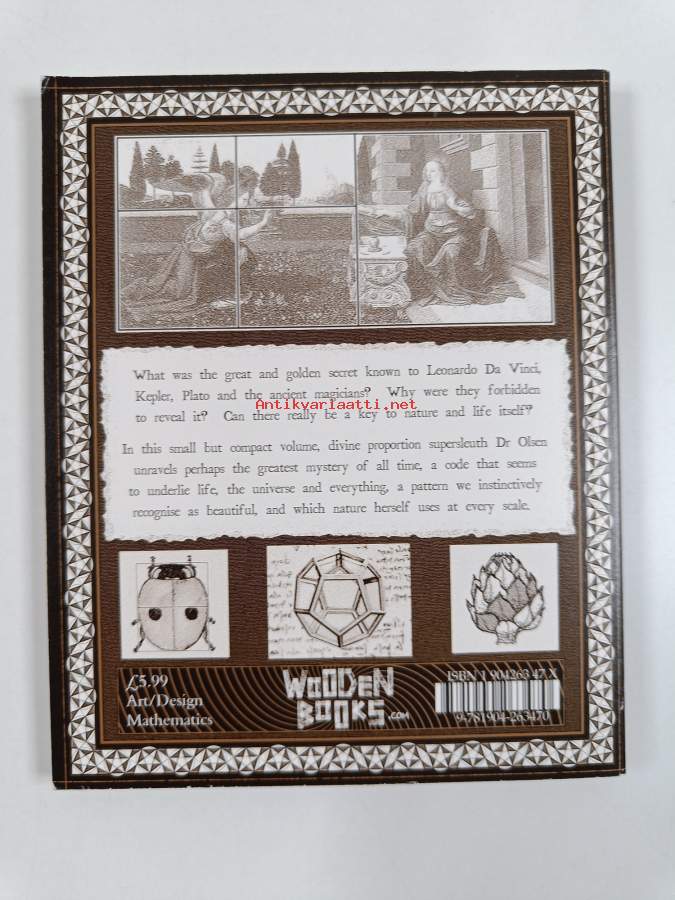 What was the great and golden secret known to Leonardo Da Vinci,
Kepler, Plato and the ancient magicians? Why were they forbidden
Antikvariaatti.net
to reveal it? Can there really be a key to nature and life itself?
In this small but compact volume, divine proportion supersleuth Dr Olsen
unravels perhaps the greatest mystery of all time, a code that seems
to underlie life, the universe and everything, a pattern we instinctively
recognise as beautiful, and which nature herself uses at every scale.
£5.99
Art/Design
Mathematics
WOODEN
BOOKS.COM
ISBN 1 904263 47 X
9-781904-263470